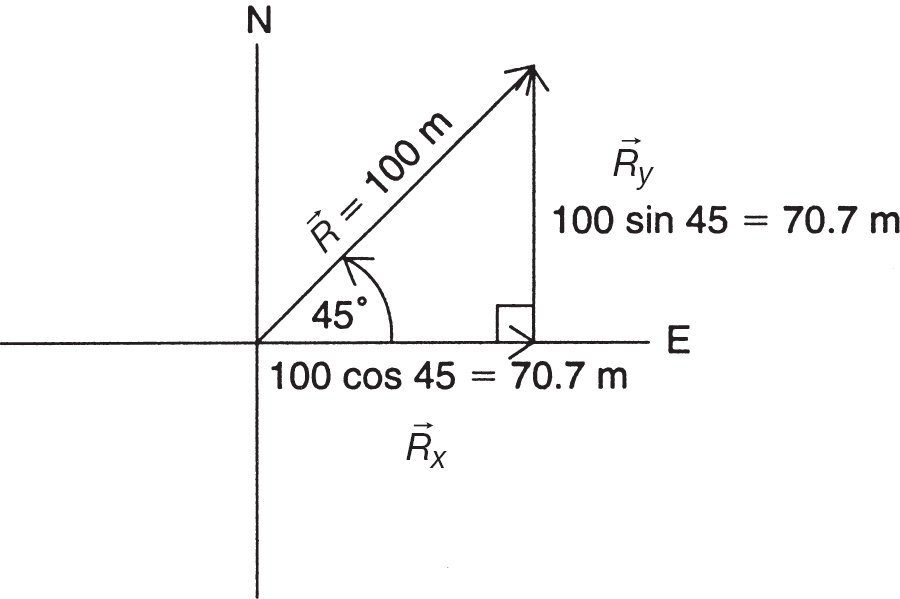 N
R⃗ = 100 m
R⃗y
100 sin 45 = 70.7 m
45°
E
100 cos 45 = 70.7 m
R⃗x